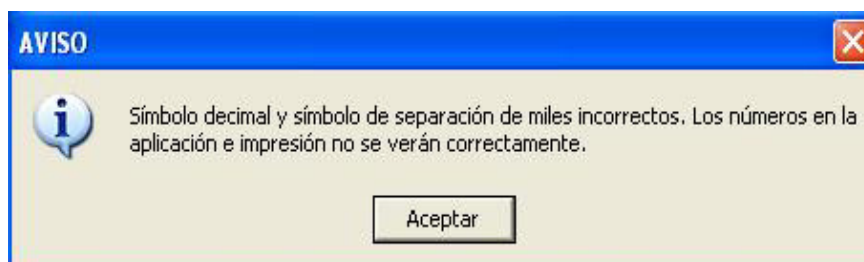 AVISO
Símbolo decimal y símbolo de separación de miles incorrectos. Los números en la
aplicación e impresión no se verán correctamente.
Aceptar